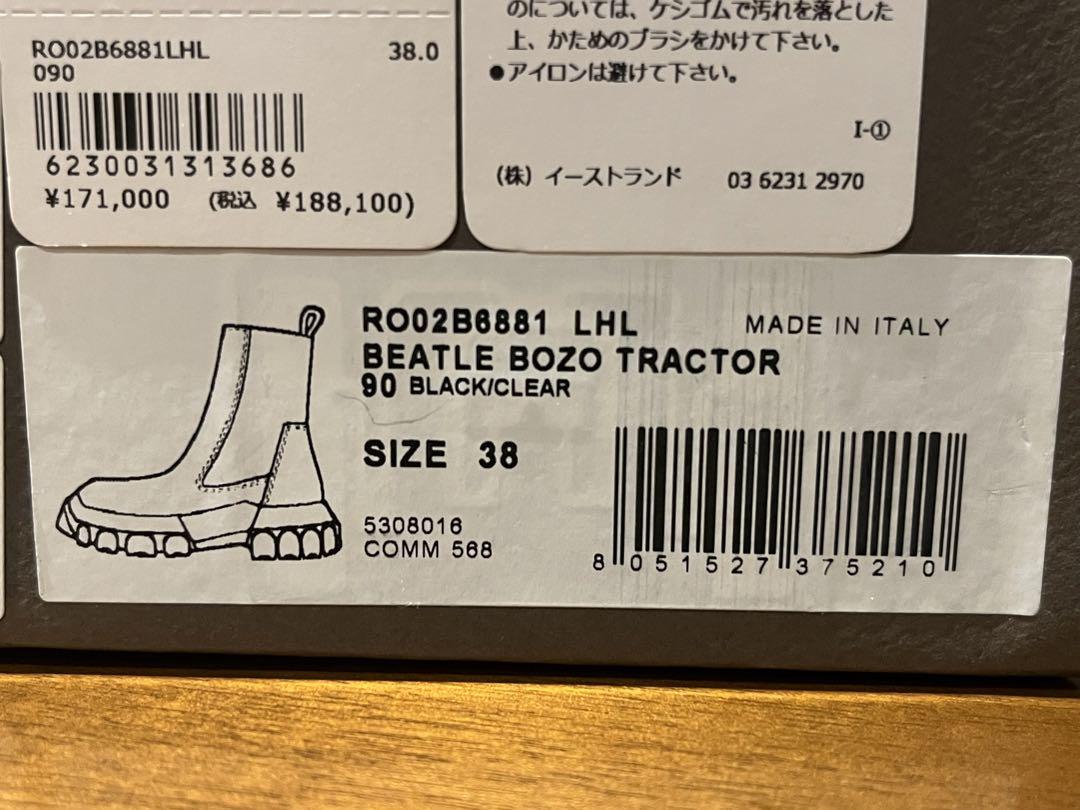 RO02B6881LHL 38.0
090
6230031313686
¥171,000 (税込 ¥188,100)
のについては、ケシゴムで汚れを落とした
上、かためのブラシをかけて下さい。
●アイロンは避けて下さい。
I-①
(株) イーストランド 03 6231 2970
RO02B6881 LHL
MADE IN ITALY
BEATLE BOZO TRACTOR
90 BLACK/CLEAR
SIZE 38
5308016
COMM 568
8 051527 375210